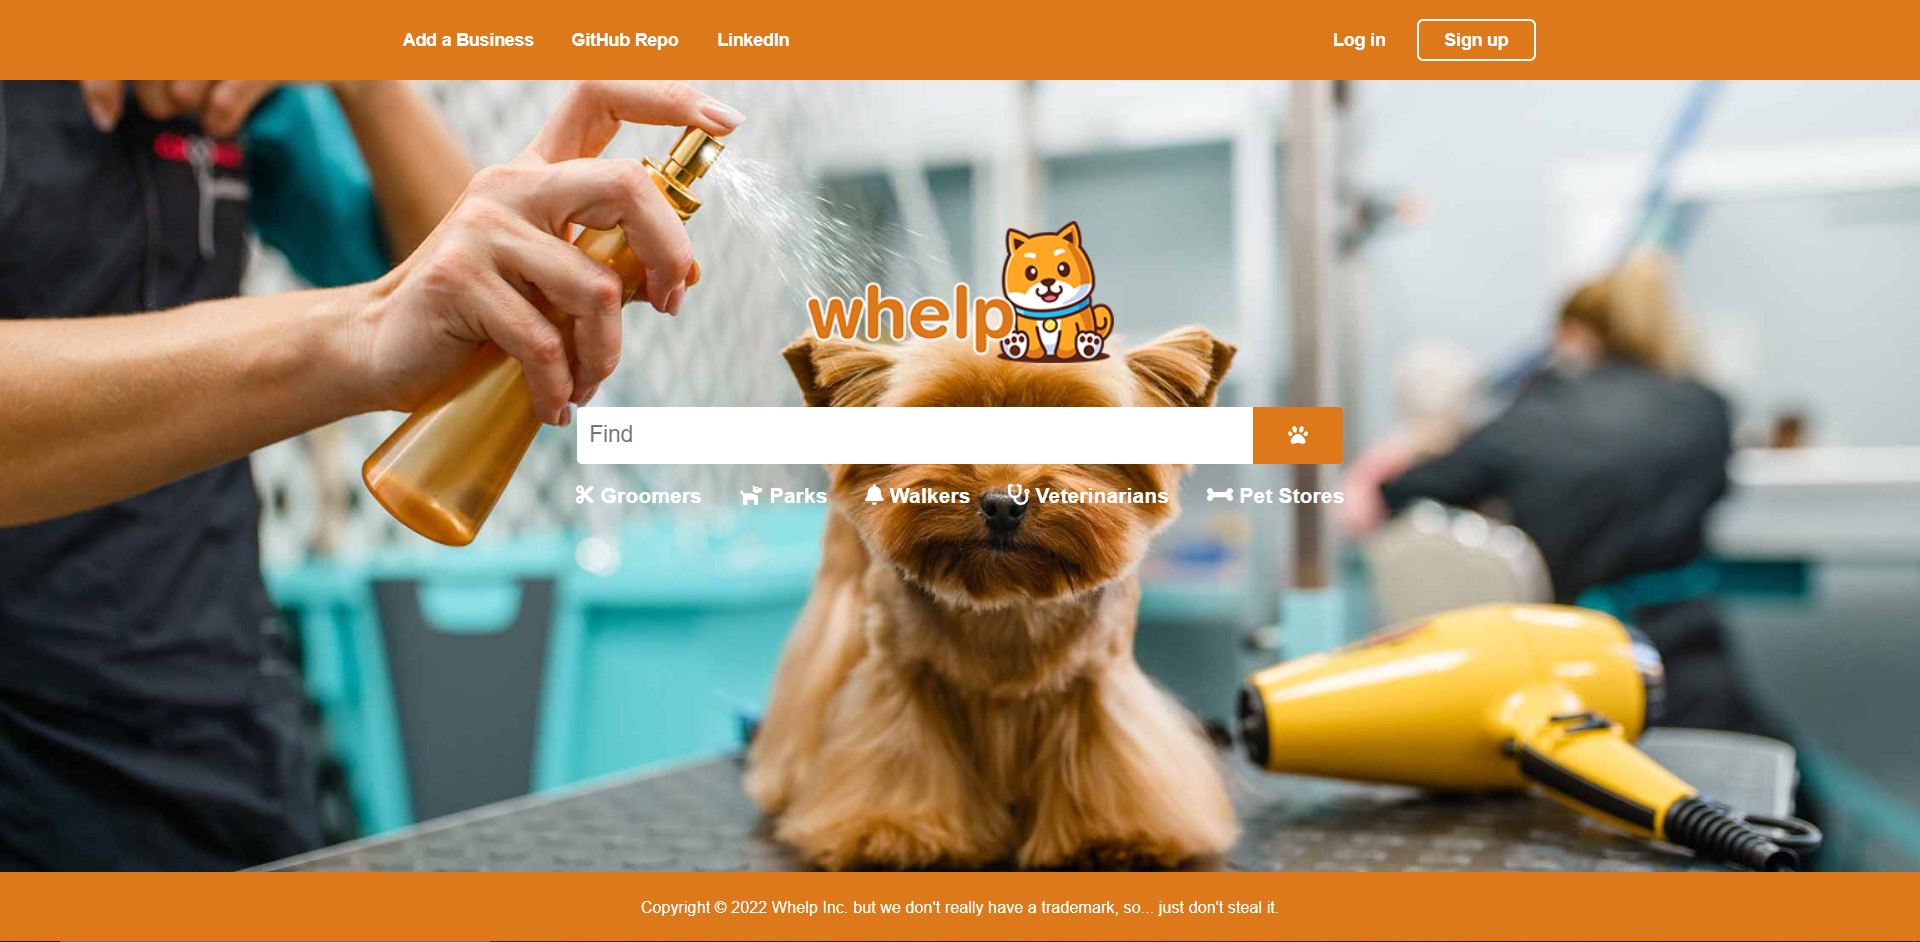 Add a Business GitHub Repo LinkedIn Log in Sign up
whelp
Find
Groomers Parks Walkers Veterinarians Pet Stores
Copyright © 2022 Whelp Inc. but we don't really have a trademark, so... just don't steal it.